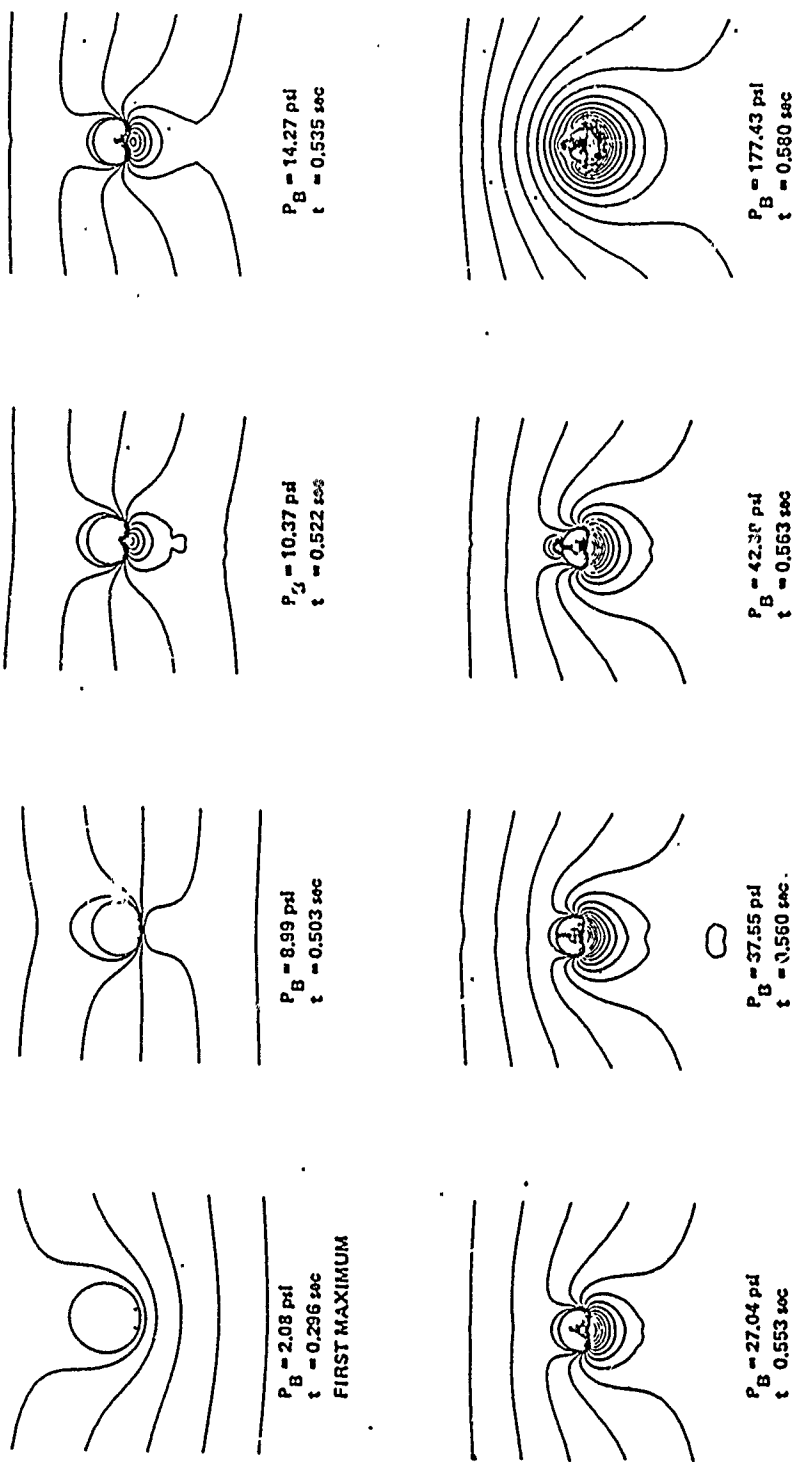 P_B = 2.08 psi
t = 0.296 sec
FIRST MAXIMUM
P_B = 8.99 psi
t = 0.503 sec
P_B = 10.37 psi
t = 0.522 sec
P_B = 14.27 psi
t = 0.535 sec
P_B = 27.04 psi
t 0.553 sec
P_B = 37.55 psi
t = 0.560 sec
P_B = psi
t = 0.563 sec
P_B = 177.43 psi
t = 0.580 sec